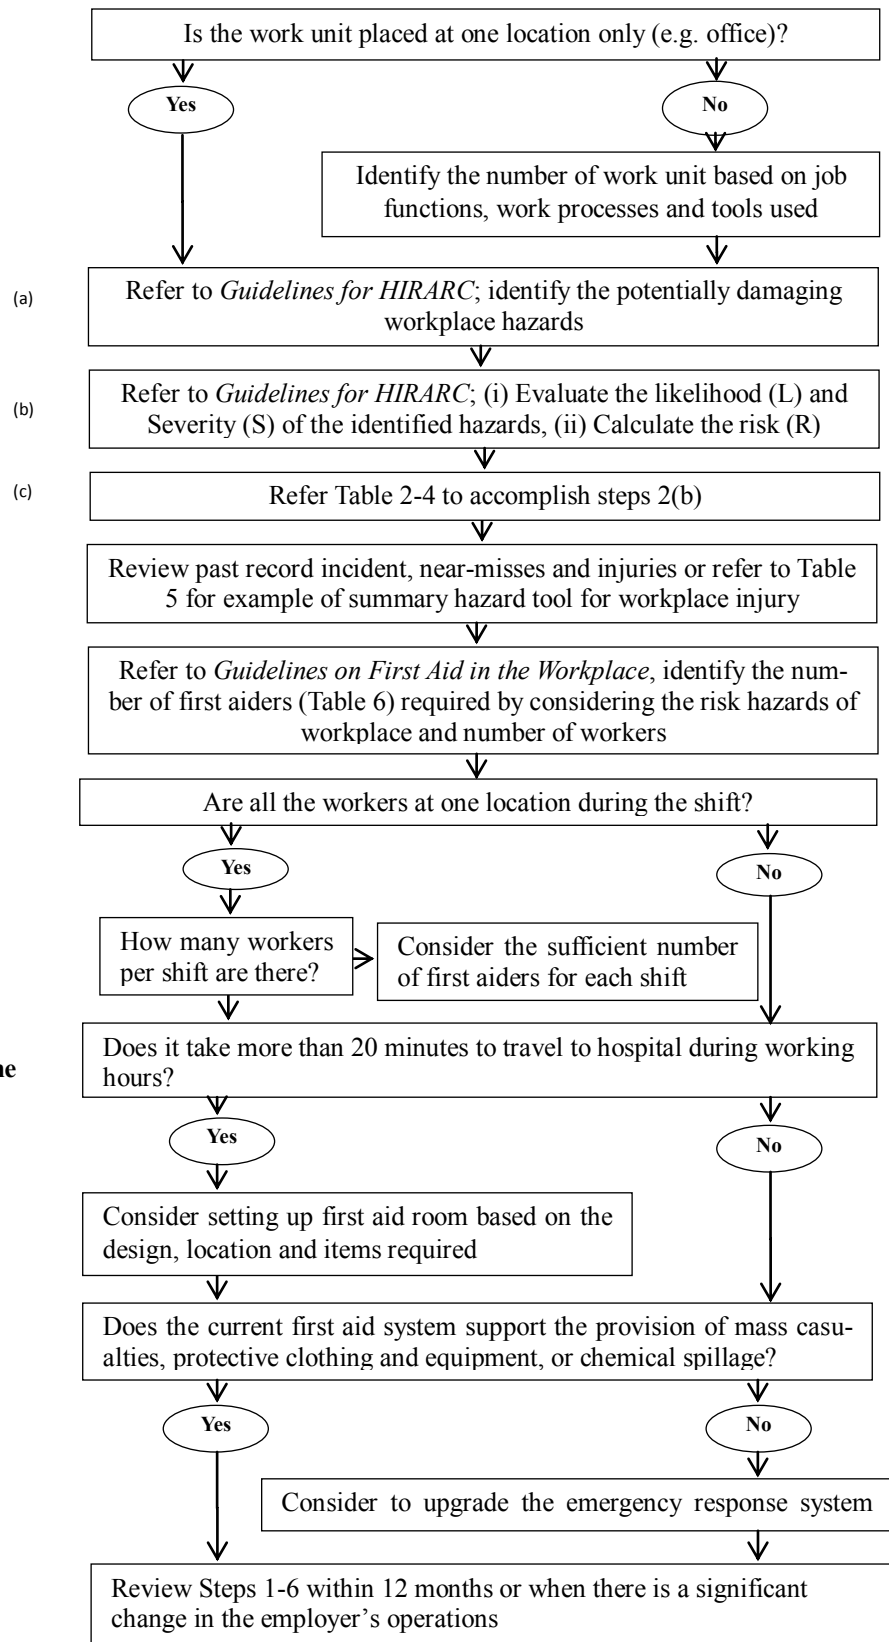 Is the work unit placed at one location only (e.g. office)?
Yes
No
Identify the number of work unit based on job
functions, work processes and tools used
(a)
Refer to Guidelines for HIRARC; identify the potentially damaging
workplace hazards
(b)
Refer to Guidelines for HIRARC; (i) Evaluate the likelihood (L) and
Severity (S) of the identified hazards, (ii) Calculate the risk (R)
(c)
Refer Table 2-4 to accomplish steps 2(b)
Review past record incident, near-misses and injuries or refer to Table
5 for example of summary hazard tool for workplace injury
Refer to Guidelines on First Aid in the Workplace, identify the num-
ber of first aiders (Table 6) required by considering the risk hazards of
workplace and number of workers
Are all the workers at one location during the shift?
Yes
No
How many workers
per shift are there?
Consider the sufficient number
of first aiders for each shift
Does it take more than 20 minutes to travel to hospital during working
hours?
Yes
No
Consider setting up first aid room based on the
design, location and items required
Does the current first aid system support the provision of mass casu-
alties, protective clothing and equipment, or chemical spillage?
Yes
No
Consider to upgrade the emergency response system
Review Steps 1-6 within 12 months or when there is a significant
change in the employer's operations